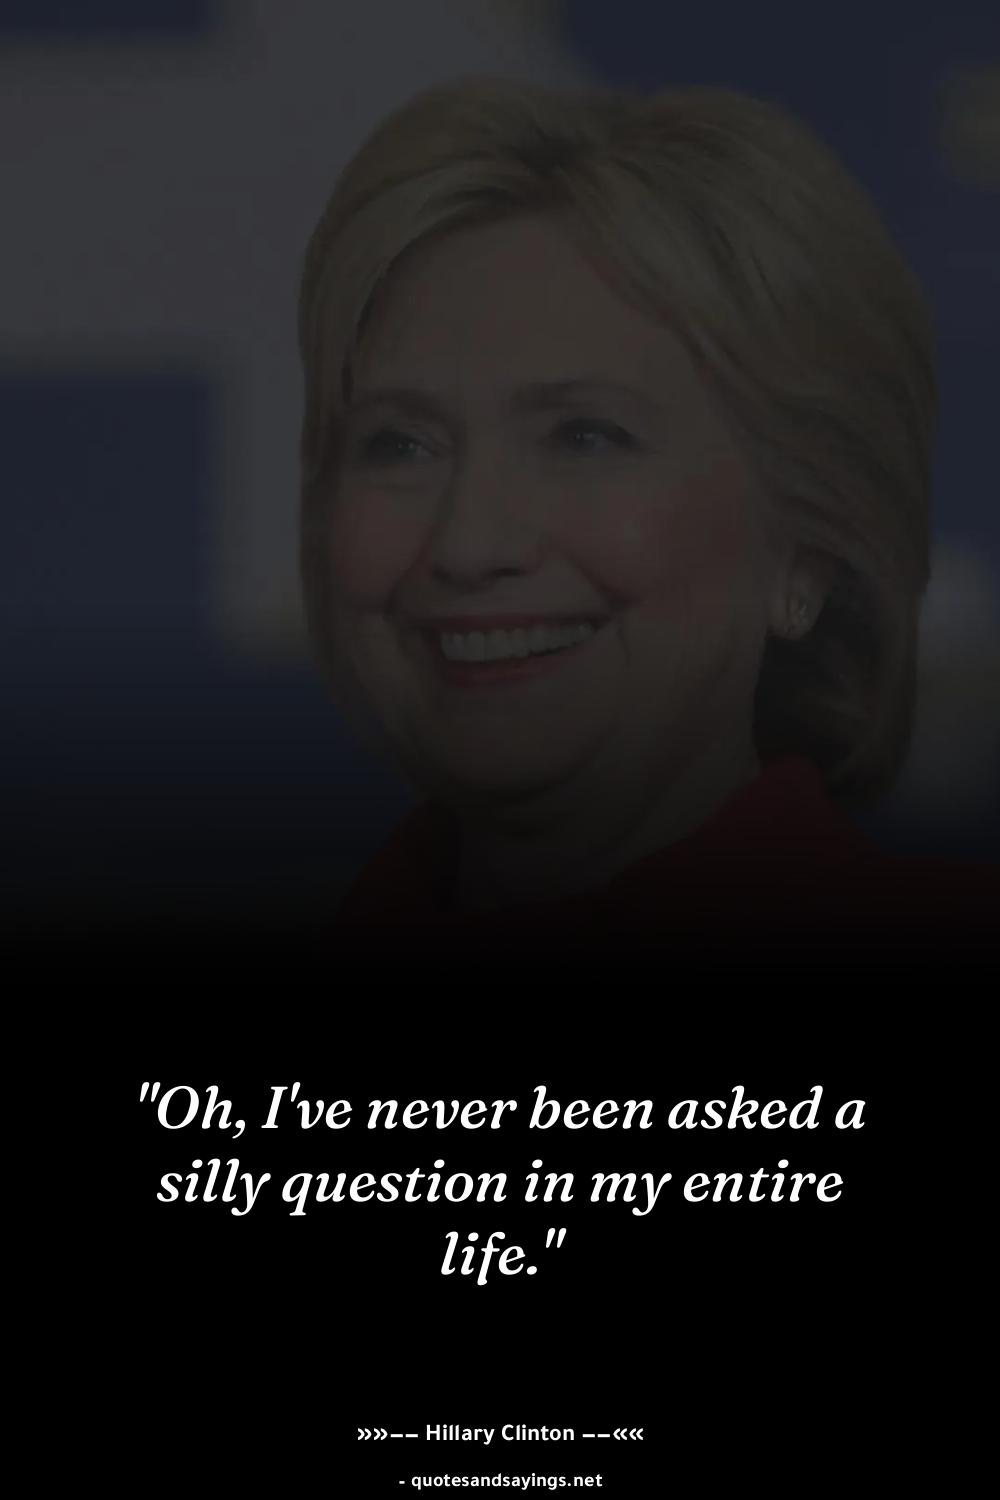 "Oh, I've never been asked a
silly question in my entire
life."
»»–– Hillary Clinton ––««
- quotesandsayings.net